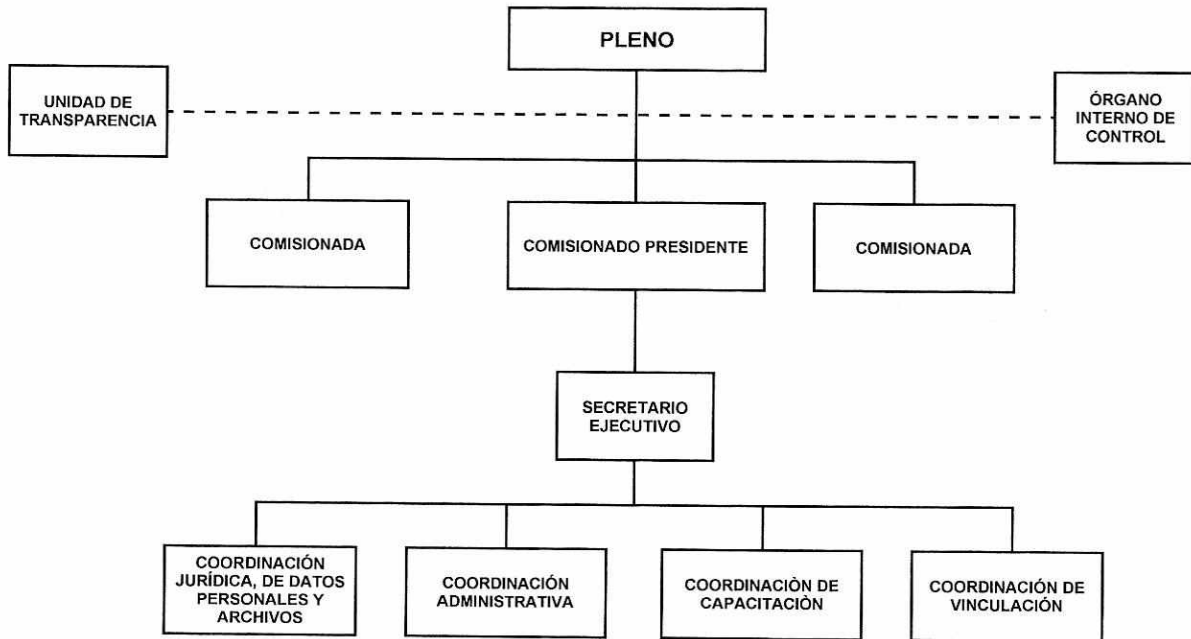 PLENO
UNIDAD DE
TRANSPARENCIA
ÓRGANO
INTERNO DE
CONTROL
COMISIONADA
COMISIONADO PRESIDENTE
COMISIONADA
SECRETARIO
EJECUTIVO
COORDINACIÓN
JURÍDICA, DE DATOS
PERSONALES Y
ARCHIVOS
COORDINACIÓN
ADMINISTRATIVA
COORDINACIÒN DE
CAPACITACIÒN
COORDINACIÓN DE
VINCULACIÓN